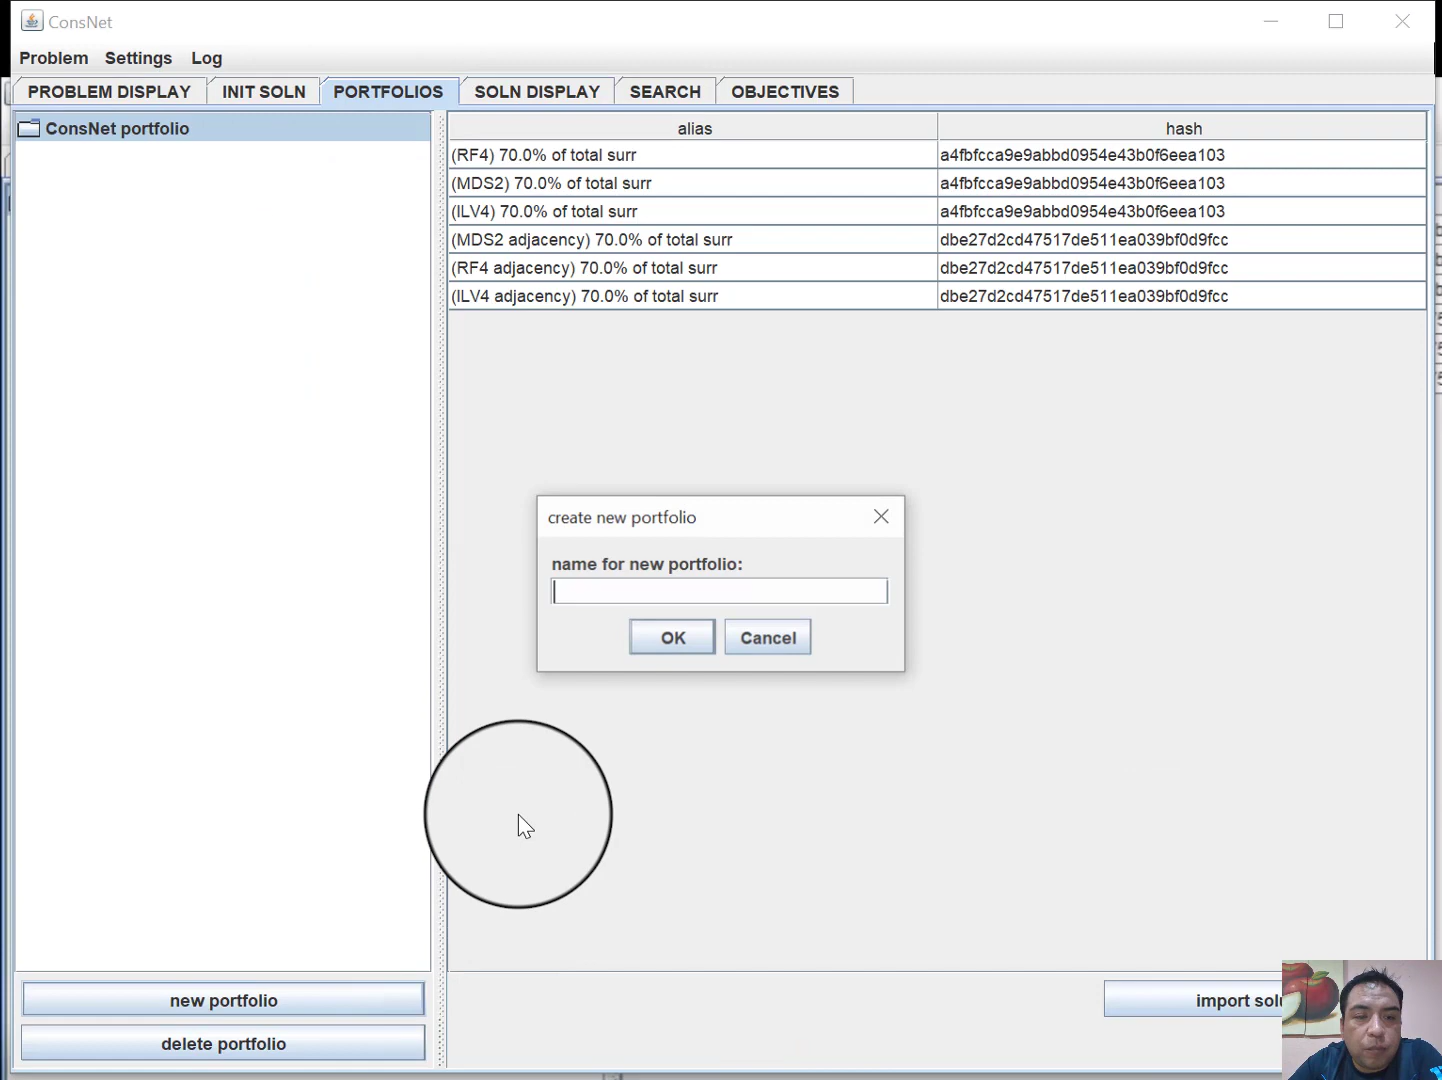 ConsNet
Problem Settings Log
PROBLEM DISPLAY INIT SOLN PORTFOLIOS SOLN DISPLAY SEARCH OBJECTIVES
ConsNet portfolio
alias hash
(RF4) 70.0% of total surr a4fbfcca9e9abbd0954e43b0f6eea103
(MDS2) 70.0% of total surr a4fbfcca9e9abbd0954e43b0f6eea103
(ILV4) 70.0% of total surr a4fbfcca9e9abbd0954e43b0f6eea103
(MDS2 adjacency) 70.0% of total surr dbe27d2cd47517de511ea039bf0d9fcc
(RF4 adjacency) 70.0% of total surr dbe27d2cd47517de511ea039bf0d9fcc
(ILV4 adjacency) 70.0% of total surr dbe27d2cd47517de511ea039bf0d9fcc
create new portfolio
name for new portfolio:
OK Cancel
new portfolio
import solu
delete portfolio